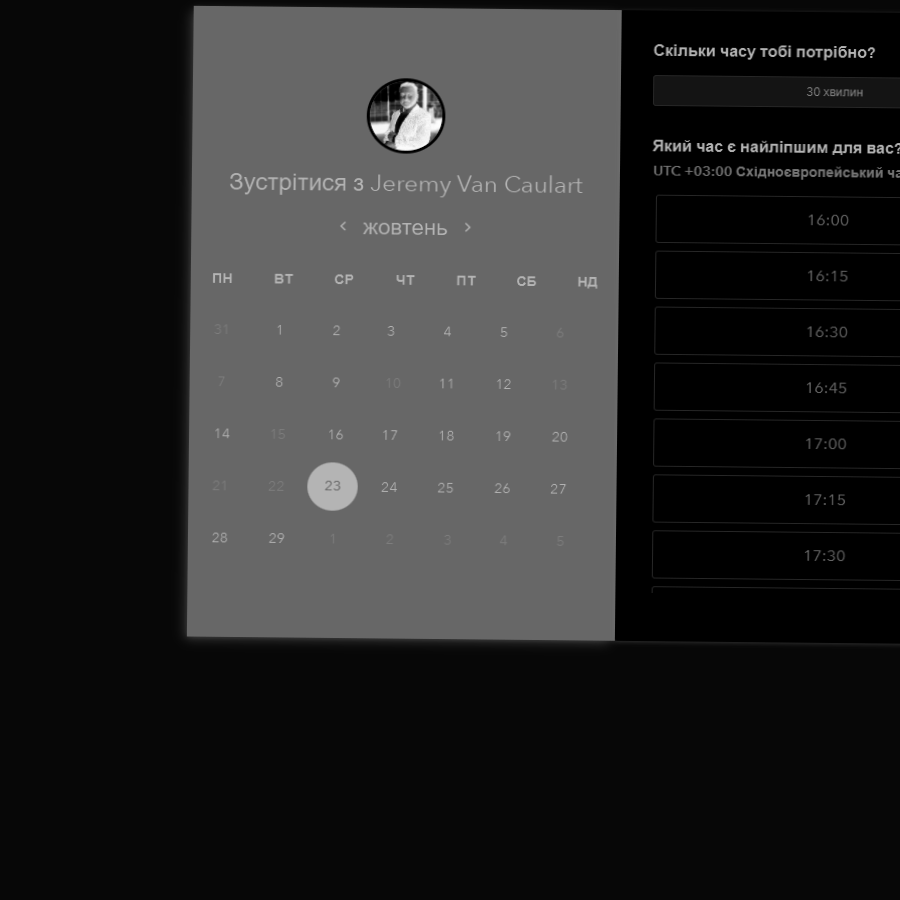 Зустрітися з Jeremy Van Caulart
жовтень
ПН ВТ СР ЧТ ПТ СБ НД
31 1 2 3 4 5 6
7 8 9 10 11 12 13
14 15 16 17 18 19 20
21 22 23 24 25 26 27
28 29 1 2 3 4 5
Скільки часу тобі потрібно?
30 хвилин
Який час є найліпшим для вас?
UTC +03:00 Східноєвропейський
16:00
16:15
16:30
16:45
17:00
17:15
17:30